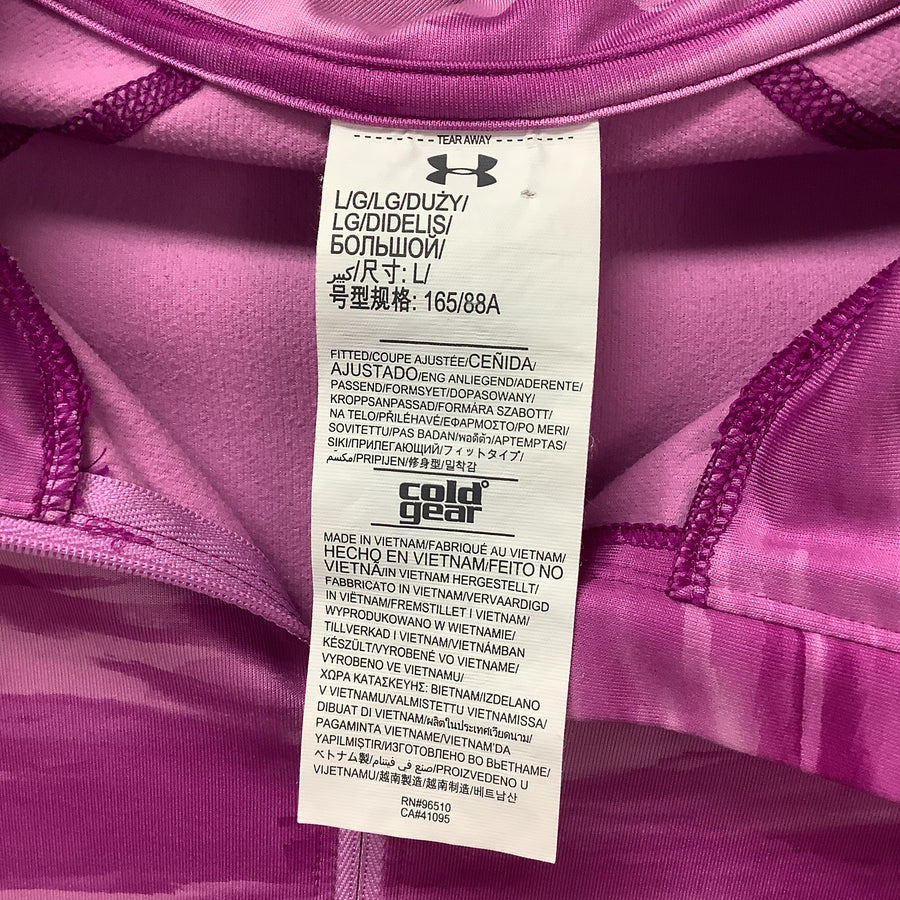 TEAR AWAY
L/G/LG/DUŻY/
LG/DIDELIS/
БОЛЬШОЙ/
كبير/尺寸: L/
号型规格: 165/88A
FITTED/COUPE AJUSTÉE/CEÑIDA/
AJUSTADO/ENG ANLIEGEND/ADERENTE/
PASSEND/FORMSYET/DOPASOWANY/
KROPPSANPASSAD/FORMÁRA SZABOTT/
NA TELO/PŘILÉHAVÉ/ΕΦΑΡΜΟΣΤΟ/PO MERI/
SOVITETTU/PAS BADAN/พอดีตัว/APTEMPTAS/
SIKI/ПРИЛЕГАЮЩИЙ/フィットタイプ/
مكسّم/PRIPIJEN/修身型/밀착감
cold
gear
MADE IN VIETNAM/FABRIQUÉ AU VIETNAM/
HECHO EN VIETNAM/FEITO NO
VIETNÃ/IN VIETNAM HERGESTELLT/
FABBRICATO IN VIETNAM/VERVAARDIGD
IN VIËTNAM/FREMSTILLET I VIETNAM/
WYPRODUKOWANO W WIETNAMIE/
TILLVERKAD I VIETNAM/VIETNÁMBAN
KÉSZÜLT/VYROBENÉ VO VIETNAME/
VYROBENO VE VIETNAMU/
ΧΩΡΑ ΚΑΤΑΣΚΕΥΗΣ: ΒΙΕΤΝΑΜ/IZDELANO
V VIETNAMU/VALMISTETTU VIETNAMISSA/
DIBUAT DI VIETNAM/ผลิตในประเทศเวียดนาม/
PAGAMINTA VIETNAME/VIETNAM'DA
YAPILMIŞTIR/ИЗГОТОВЛЕНО ВО ВЬЕТНАМЕ/
ベトナム製/صنع في فيتنام/PROIZVEDENO U
VIJETNAMU/越南製造/越南制造/베트남산
RN#96510
CA#41095